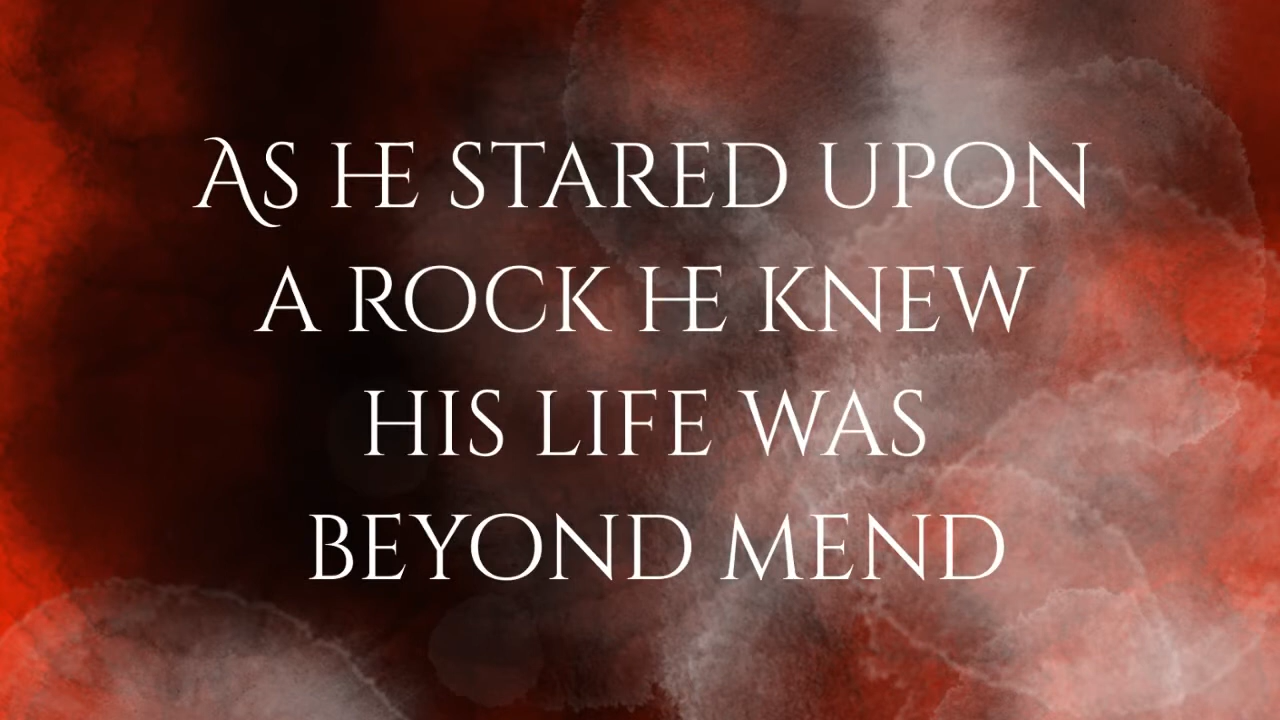 As he stared upon
a rock he knew
his life was
beyond mend